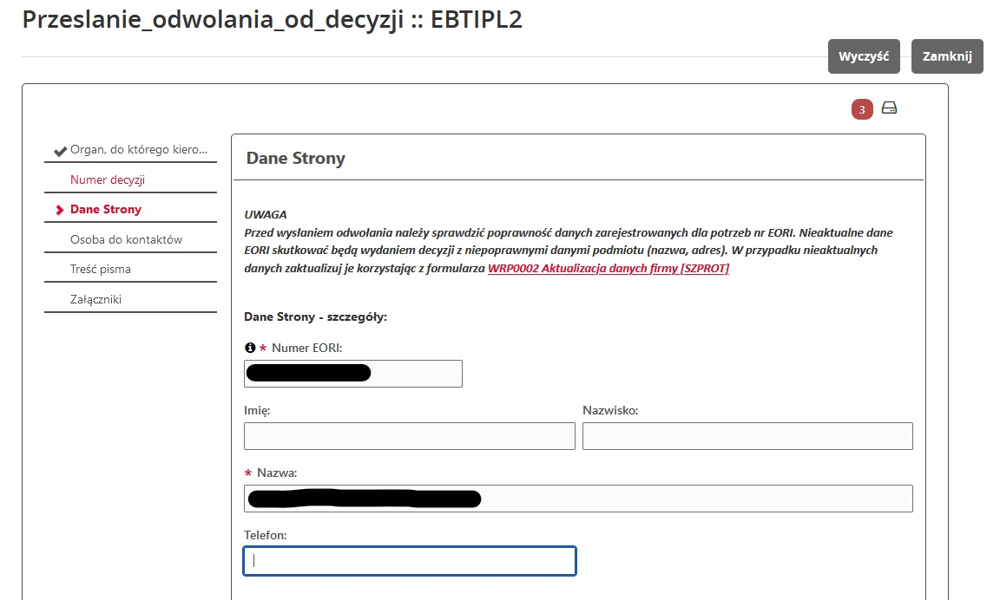 Przeslanie_odwolania_od_decyzji :: EBTIPL2
Wyczyść
Zamknij
3
Organ, do którego kiero...
Numer decyzji
Dane Strony
Osoba do kontaktów
Treść pisma
Załączniki
Dane Strony
UWAGA
Przed wysłaniem odwołania należy sprawdzić poprawność danych zarejestrowanych dla potrzeb nr EORI. Nieaktualne dane
EORI skutkować będą wydaniem decyzji z niepoprawnymi danymi podmiotu (nazwa, adres). W przypadku nieaktualnych
danych zaktualizuj je korzystając z formularza WRP0002 Aktualizacja danych firmy [SZPROT]
Dane Strony - szczegóły:
* Numer EORI:
Imię:
Nazwisko:
* Nazwa:
Telefon: